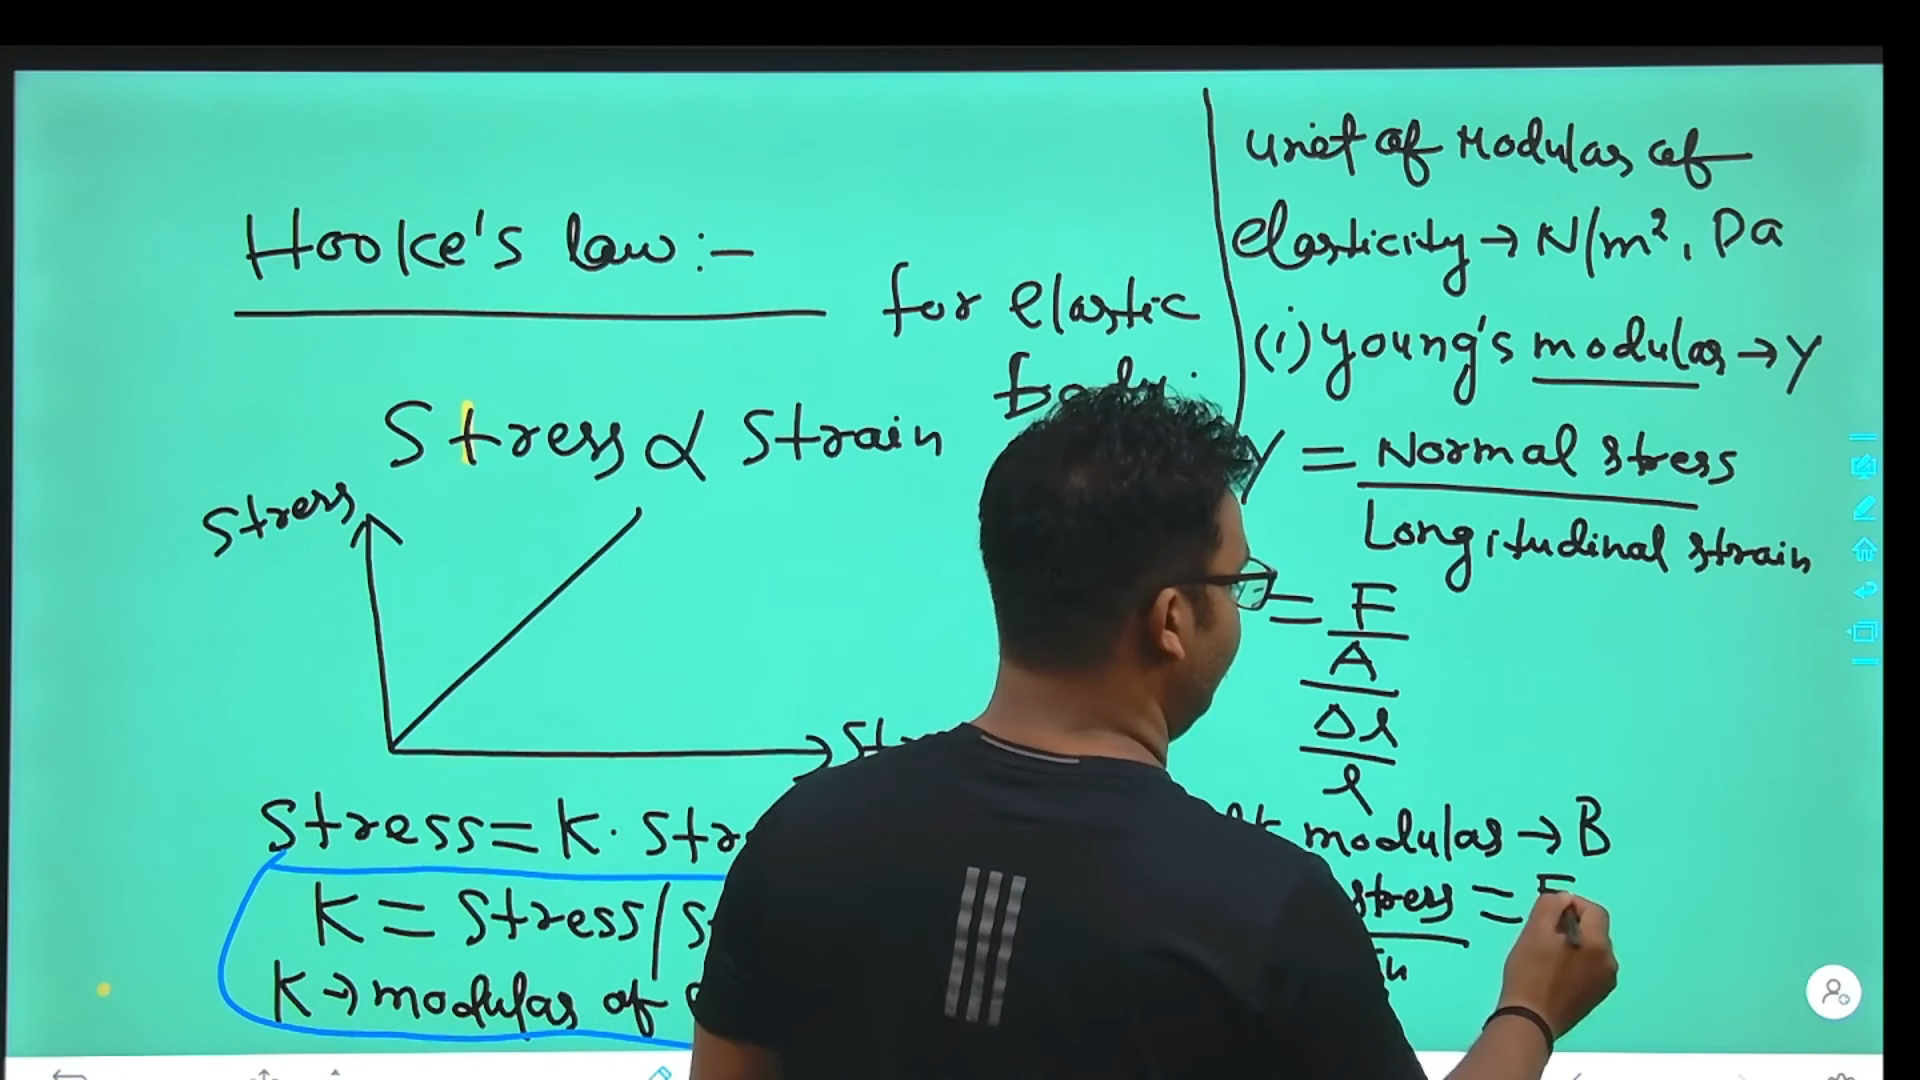 Hooke's law :-
for elastic
Stress ∝ Strain
Stress
Stress = K.
K = Stress/
K → modulas of
unit of Modulas of
elasticity → N/m², Pa
(i) young's modulas → Y
Y = Normal stress
Longitudinal strain
= F
A
Δl
l
modulas → B
stress =